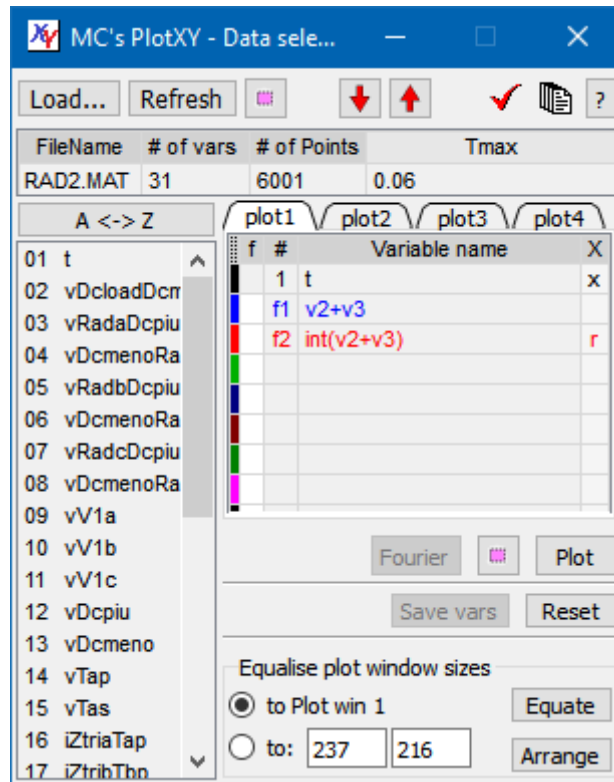 MC's PlotXY - Data sele...
Load... Refresh ?
FileName # of vars # of Points Tmax
RAD2.MAT 31 6001 0.06
A <-> Z
01 t
02 vDcloadDcm
03 vRadaDcpiu
04 vDcmenoRa
05 vRadbDcpiu
06 vDcmenoRa
07 vRadcDcpiu
08 vDcmenoRa
09 vV1a
10 vV1b
11 vV1c
12 vDcpiu
13 vDcmeno
14 vTap
15 vTas
16 iZtriaTap
17 iZtribTbp
plot1 plot2 plot3 plot4
f # Variable name X
1 t x
f1 v2+v3
f2 int(v2+v3) r
Fourier Plot
Save vars Reset
Equalise plot window sizes
to Plot win 1 Equate
to: 237 216 Arrange